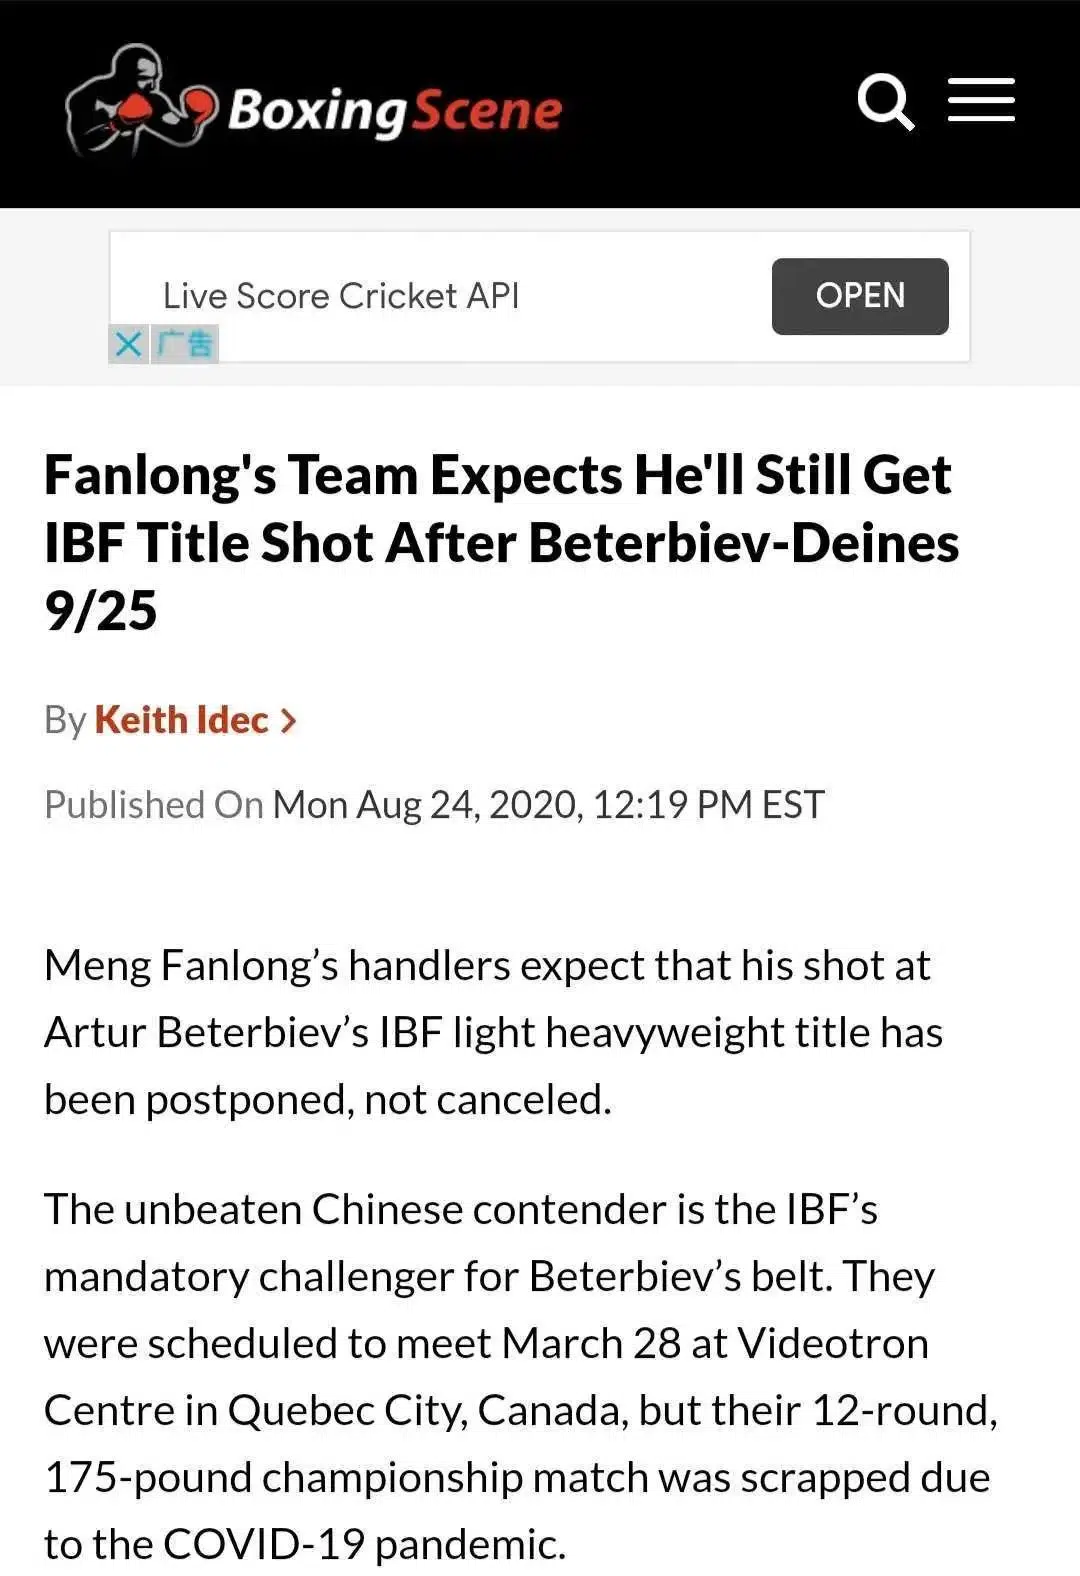 BoxingScene
Live Score Cricket API
OPEN
广告
Fanlong's Team Expects He'll Still Get
IBF Title Shot After Beterbiev-Deines
9/25
By Keith Idec >
Published On Mon Aug 24, 2020, 12:19 PM EST
Meng Fanlong’s handlers expect that his shot at
Artur Beterbiev’s IBF light heavyweight title has
been postponed, not canceled.
The unbeaten Chinese contender is the IBF’s
mandatory challenger for Beterbiev’s belt. They
were scheduled to meet March 28 at Videotron
Centre in Quebec City, Canada, but their 12-round,
175-pound championship match was scrapped due
to the COVID-19 pandemic.